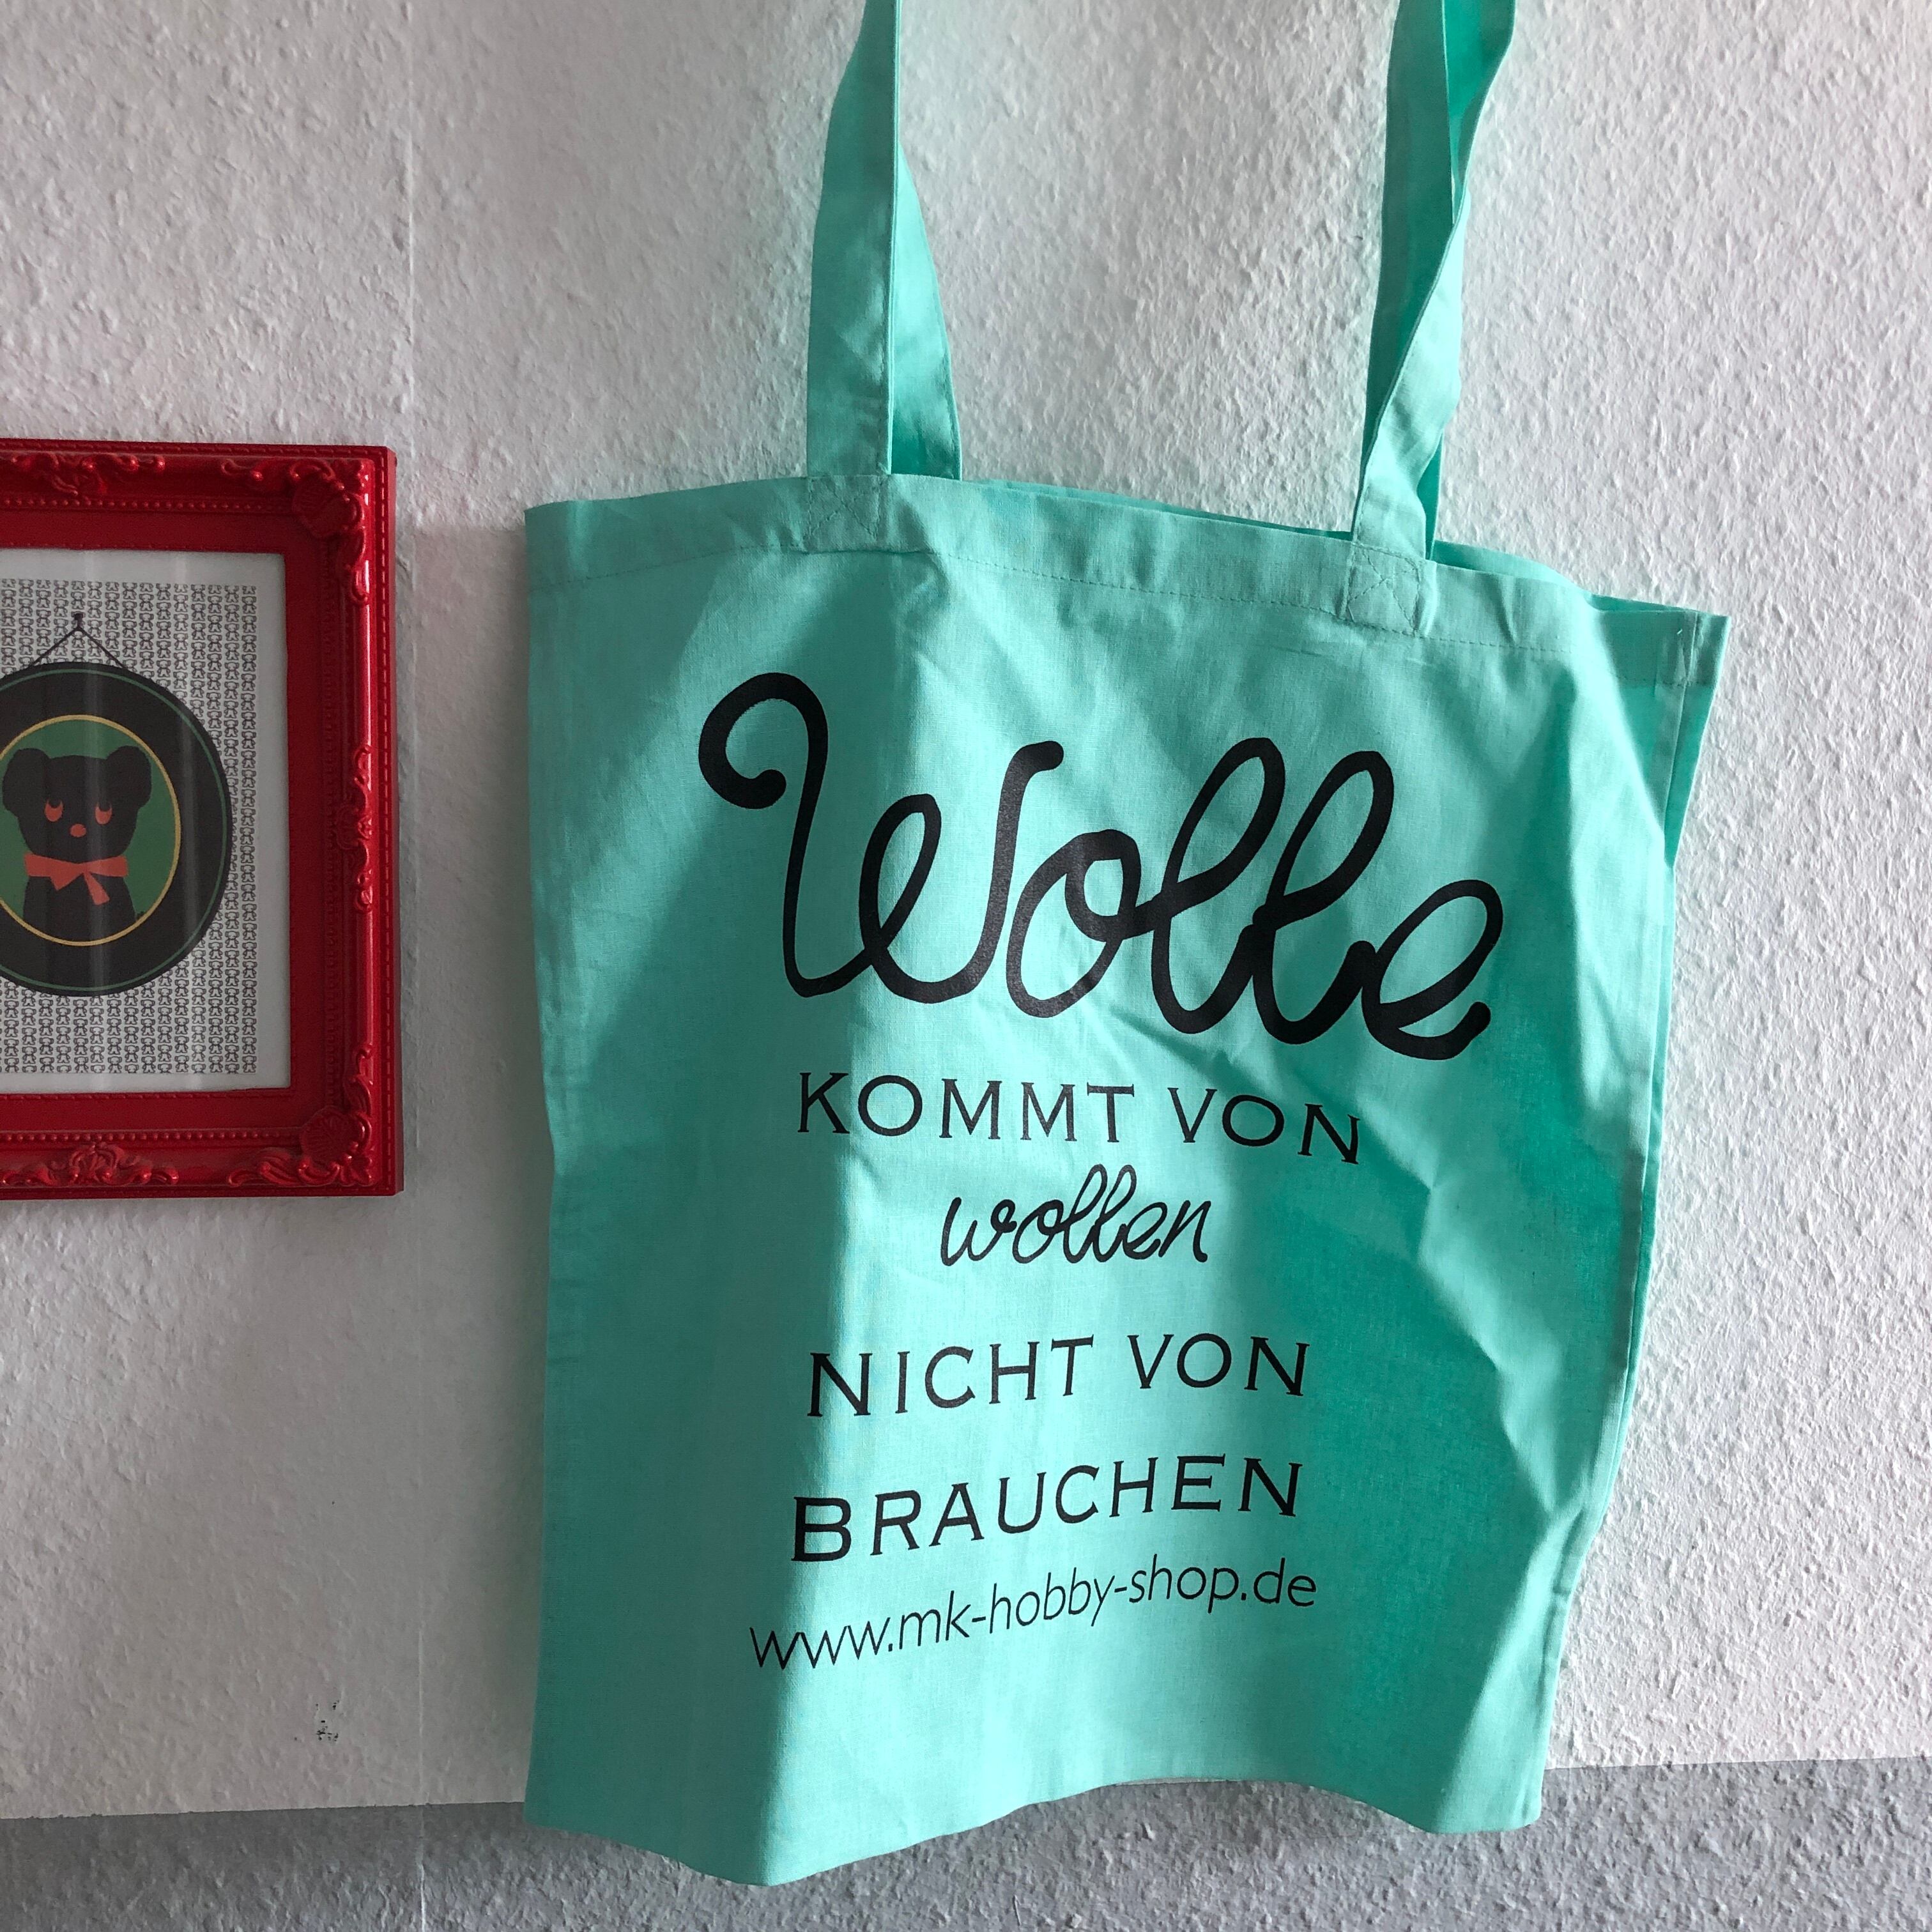 Wolle
KOMMT VON
wollen
NICHT VON
BRAUCHEN
www.mk-hobby-shop.de